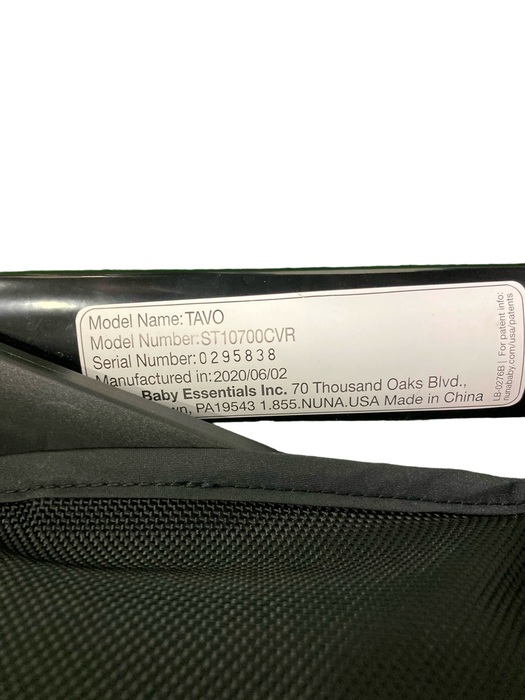 Model Name: TAVO
Model Number: ST10700CVR
Serial Number: 0295838
Manufactured in: 2020/06/02
Baby Essentials Inc. 70 Thousand Oaks Blvd.,
PA19543 1.855.NUNA.USA Made in China
LB-0276B | For patent info:
nunababy.com/usa/patents